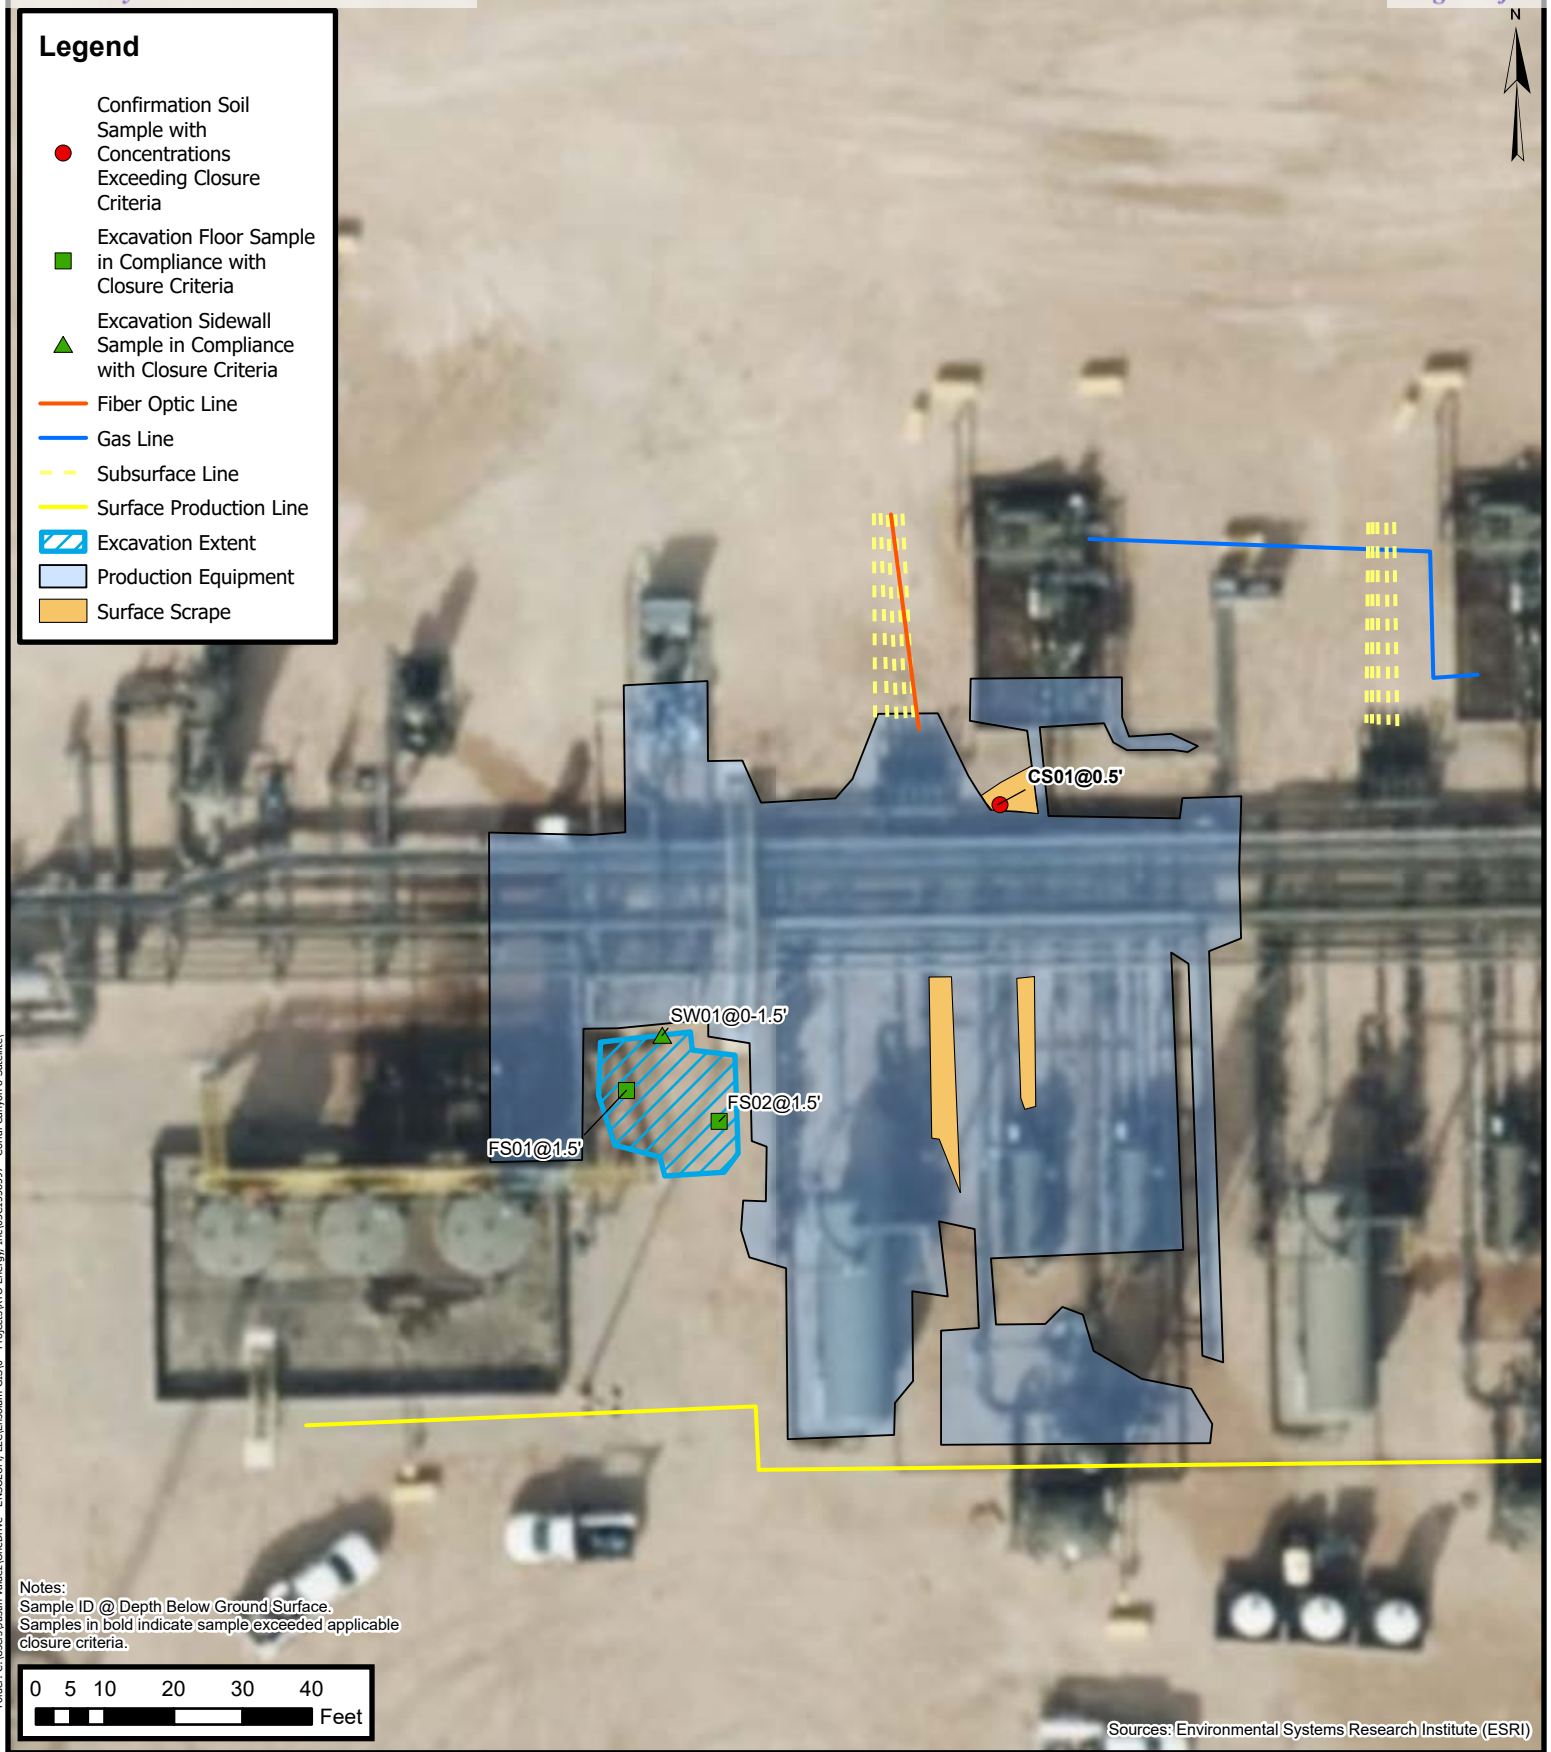 Legend
Confirmation Soil
Sample with
Concentrations
Exceeding Closure
Criteria
Excavation Floor Sample
in Compliance with
Closure Criteria
Excavation Sidewall
Sample in Compliance
with Closure Criteria
Fiber Optic Line
Gas Line
Subsurface Line
Surface Production Line
Excavation Extent
Production Equipment
Surface Scrape
N
CS01@0.5'
SW01@0-1.5'
FS02@1.5'
FS01@1.5'
Notes:
Sample ID @ Depth Below Ground Surface.
Samples in bold indicate sample exceeded applicable
closure criteria.
0 5 10 20 30 40
Feet
Sources: Environmental Systems Research Institute (ESRI)